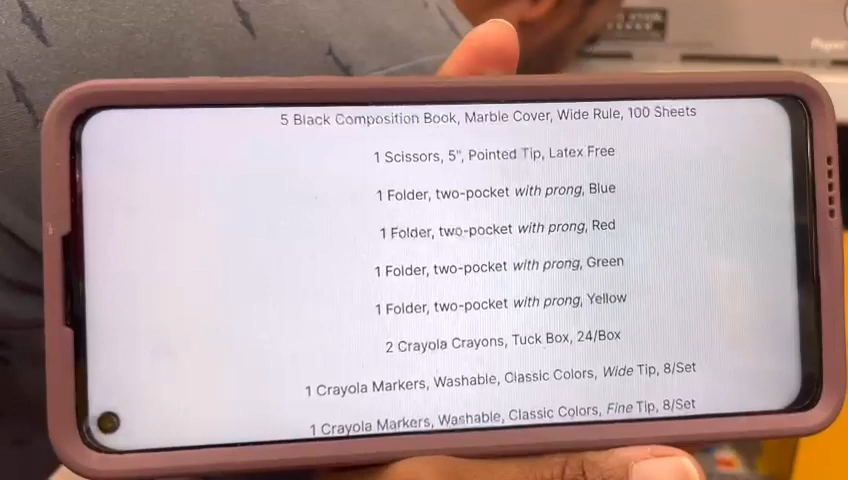 5 Black Composition Book, Marble Cover, Wide Rule, 100 Sheets
1 Scissors, 5", Pointed Tip, Latex Free
1 Folder, two-pocket with prong, Blue
1 Folder, two-pocket with prong, Red
1 Folder, two-pocket with prong, Green
1 Folder, two-pocket with prong, Yellow
2 Crayola Crayons, Tuck Box, 24/Box
1 Crayola Markers, Washable, Classic Colors, Wide Tip, 8/Set
1 Crayola Markers, Washable, Classic Colors, Fine Tip, 8/Set